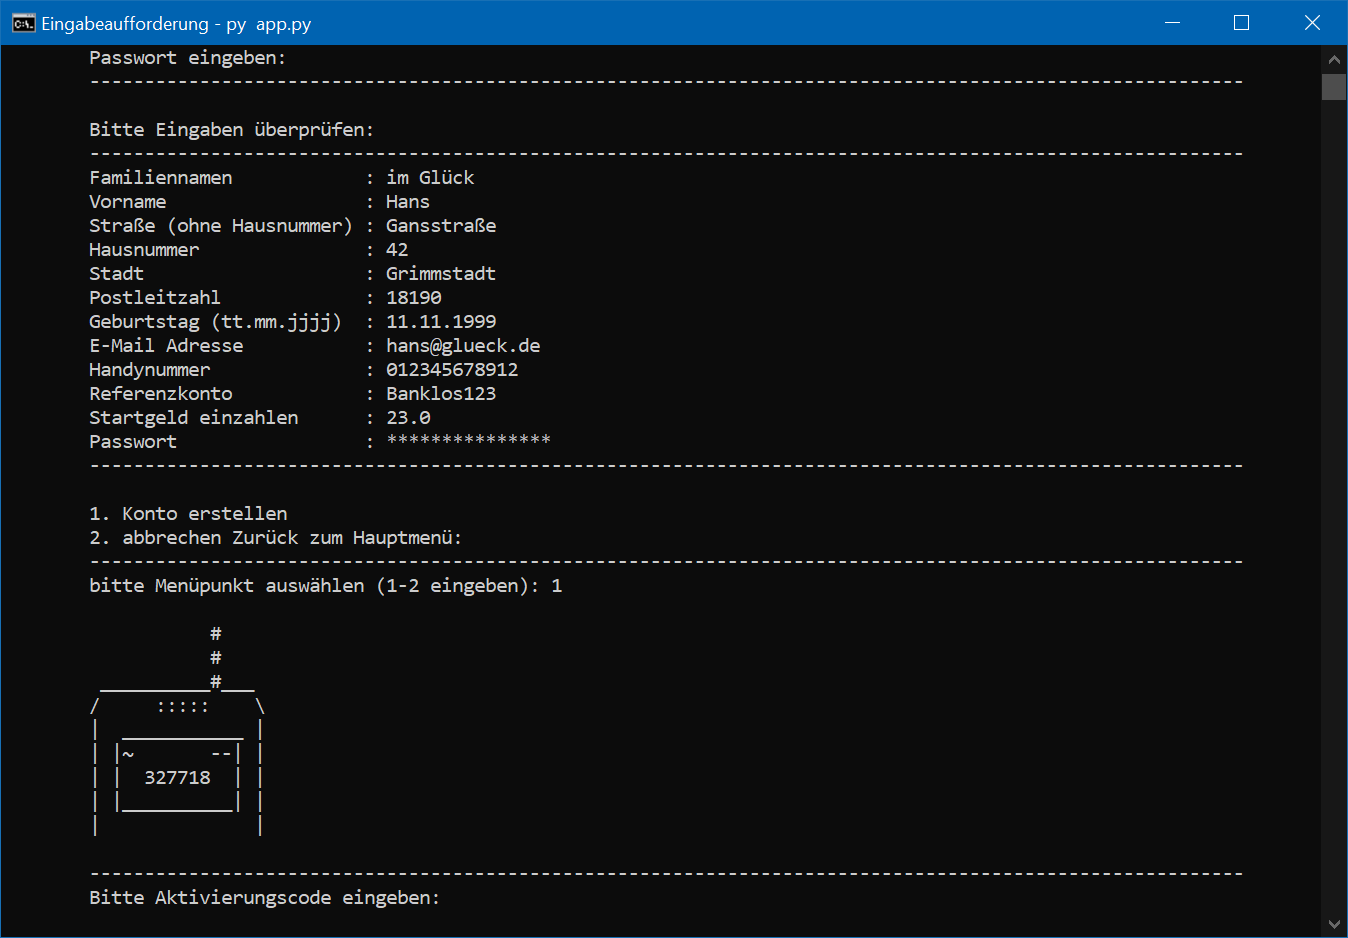 Eingabeaufforderung - py  app.py
Passwort eingeben:
---------------------------------------------------------------------------------------------------------
Bitte Eingaben überprüfen:
---------------------------------------------------------------------------------------------------------
Familiennamen            : im Glück
Vorname                  : Hans
Straße (ohne Hausnummer) : Gansstraße
Hausnummer               : 42
Stadt                    : Grimmstadt
Postleitzahl             : 18190
Geburtstag (tt.mm.jjjj)  : 11.11.1999
E-Mail Adresse           : hans@glueck.de
Handynummer              : 012345678912
Referenzkonto            : Banklos123
Startgeld einzahlen      : 23.0
Passwort                 : ***************
---------------------------------------------------------------------------------------------------------
1. Konto erstellen
2. abbrechen Zurück zum Hauptmenü:
---------------------------------------------------------------------------------------------------------
bitte Menüpunkt auswählen (1-2 eingeben): 1
           #
           #
 __________#___
/     :::::    \
|  ___________ |
| |~       --| |
| |  327718  | |
| |__________| |
|              |
---------------------------------------------------------------------------------------------------------
Bitte Aktivierungscode eingeben: